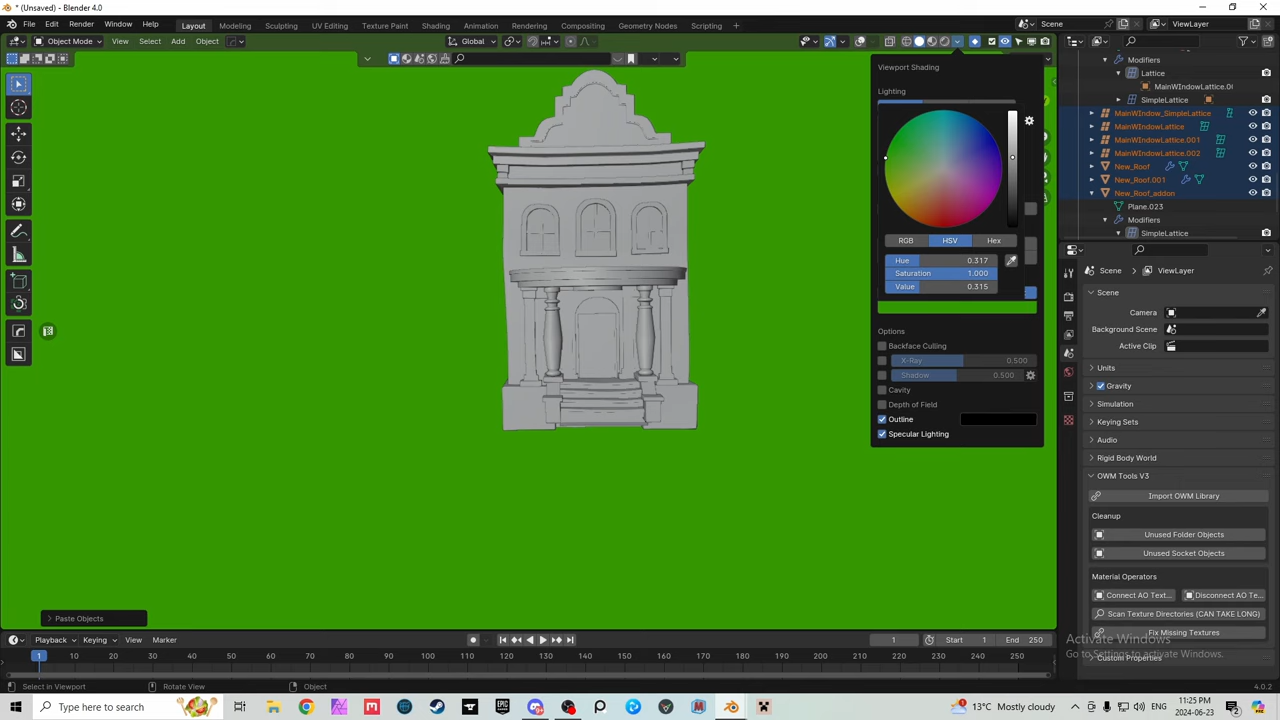 * (Unsaved) - Blender 4.0
File Edit Render Window Help Layout Modeling Sculpting UV Editing Texture Paint Shading Animation Rendering Compositing Geometry Nodes Scripting + Scene ViewLayer
Object Mode View Select Add Object Global
Viewport Shading
Lighting
RGB HSV Hex
Hue 0.317
Saturation 1.000
Value 0.315
Options
Backface Culling
X-Ray 0.500
Shadow 0.500
Cavity
Depth of Field
Outline
Specular Lighting
Modifiers
Lattice
MainWIndowLattice.00
SimpleLattice
MainWIndow_SimpleLattice
MainWIndowLattice
MainWIndowLattice.001
MainWIndowLattice.002
New_Roof
New_Roof.001
New_Roof_addon
Plane.023
Modifiers
SimpleLattice
Scene ViewLayer
Scene
Camera
Background Scene
Active Clip
Units
Gravity
Simulation
Keying Sets
Audio
Rigid Body World
OWM Tools V3
Import OWM Library
Cleanup
Unused Folder Objects
Unused Socket Objects
Material Operators
Connect AO Text... Disconnect AO Te...
Scan Texture Directories (CAN TAKE LONG)
Fix Missing Textures
Custom Properties
Activate Windows
Go to Settings to activate Windows.
Paste Objects
Playback Keying View Marker 1 Start 1 End 250
1 10 20 30 40 50 60 70 80 90 100 110 120 130 140 150 160 170 180 190 200 210 220 230 240 250
Select in Viewport Rotate View Object 4.0.2
Type here to search 13°C Mostly cloudy 11:25 PM
2024-06-23